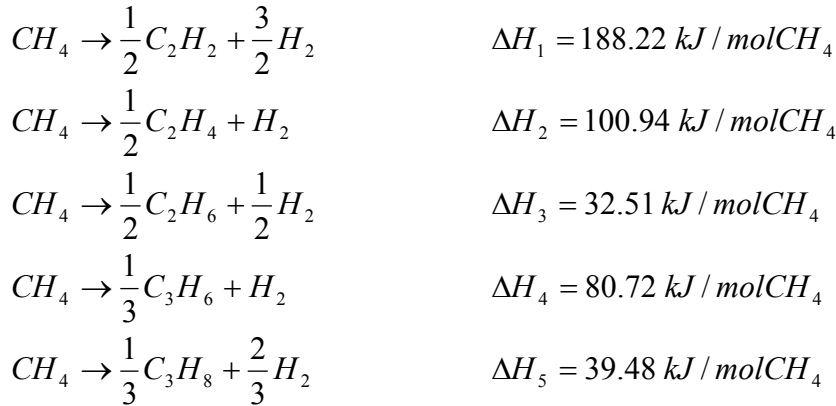 CH₄ → 1/2 C₂H₂ + 3/2 H₂ ΔH₁ = 188.22 kJ / molCH₄
CH₄ → 1/2 C₂H₄ + H₂ ΔH₂ = 100.94 kJ / molCH₄
CH₄ → 1/2 C₂H₆ + 1/2 H₂ ΔH₃ = 32.51 kJ / molCH₄
CH₄ → 1/3 C₃H₆ + H₂ ΔH₄ = 80.72 kJ / molCH₄
CH₄ → 1/3 C₃H₈ + 2/3 H₂ ΔH₅ = 39.48 kJ / molCH₄